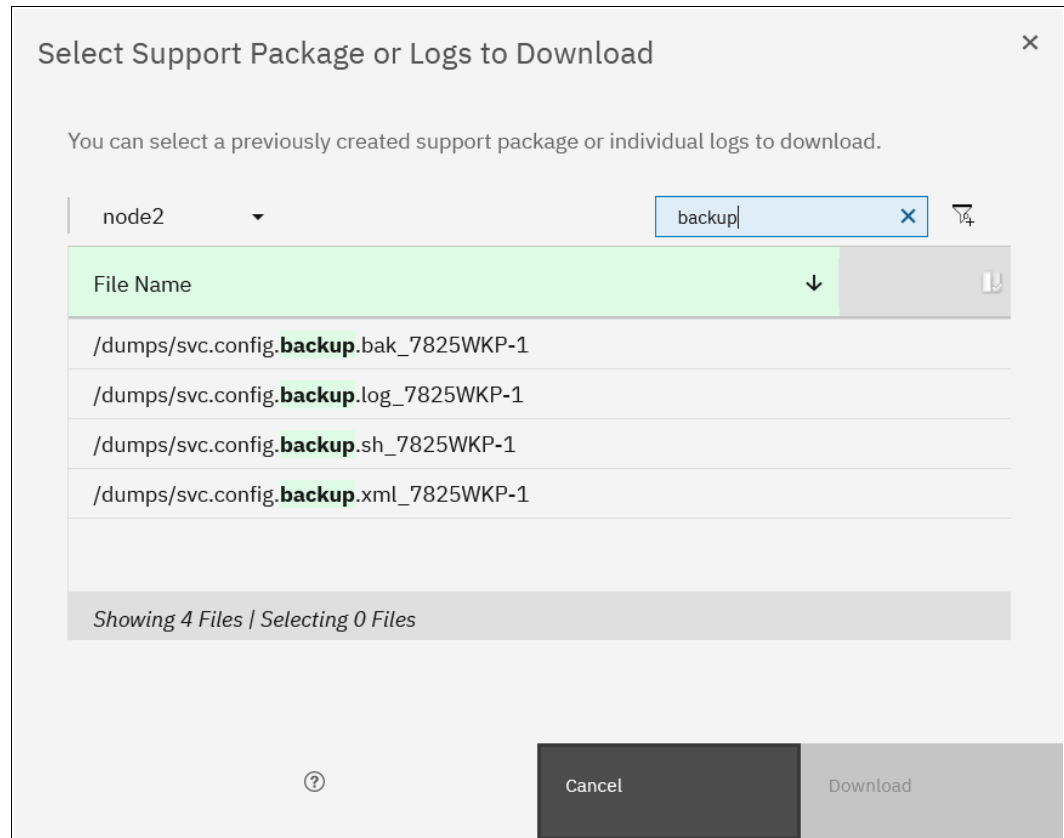 Select Support Package or Logs to Download
You can select a previously created support package or individual logs to download.
node2 backup
File Name
/dumps/svc.config.backup.bak_7825WKP-1
/dumps/svc.config.backup.log_7825WKP-1
/dumps/svc.config.backup.sh_7825WKP-1
/dumps/svc.config.backup.xml_7825WKP-1
Showing 4 Files | Selecting 0 Files
Cancel Download